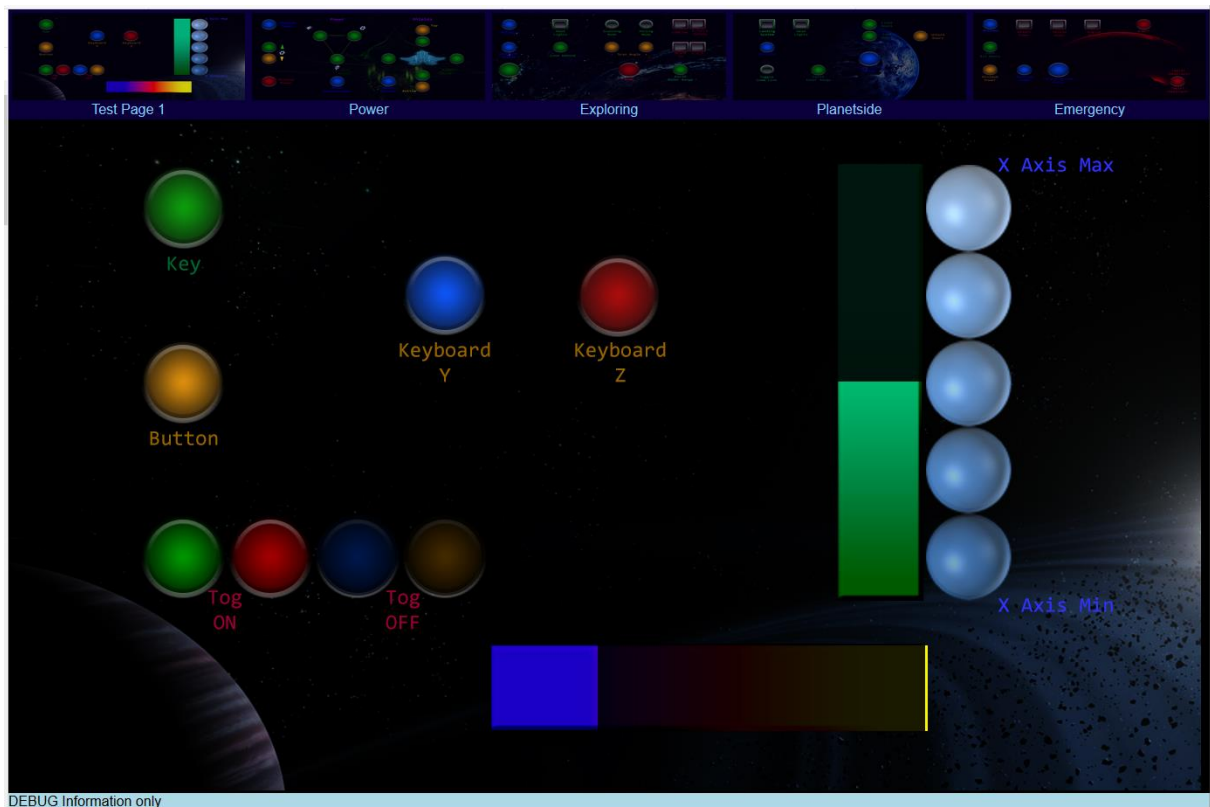 Test Page 1
Power
Exploring
Planetside
Emergency
X Axis Max
Key
Keyboard
Y
Keyboard
Z
Button
Tog
ON
Tog
OFF
X Axis Min
DEBUG Information only